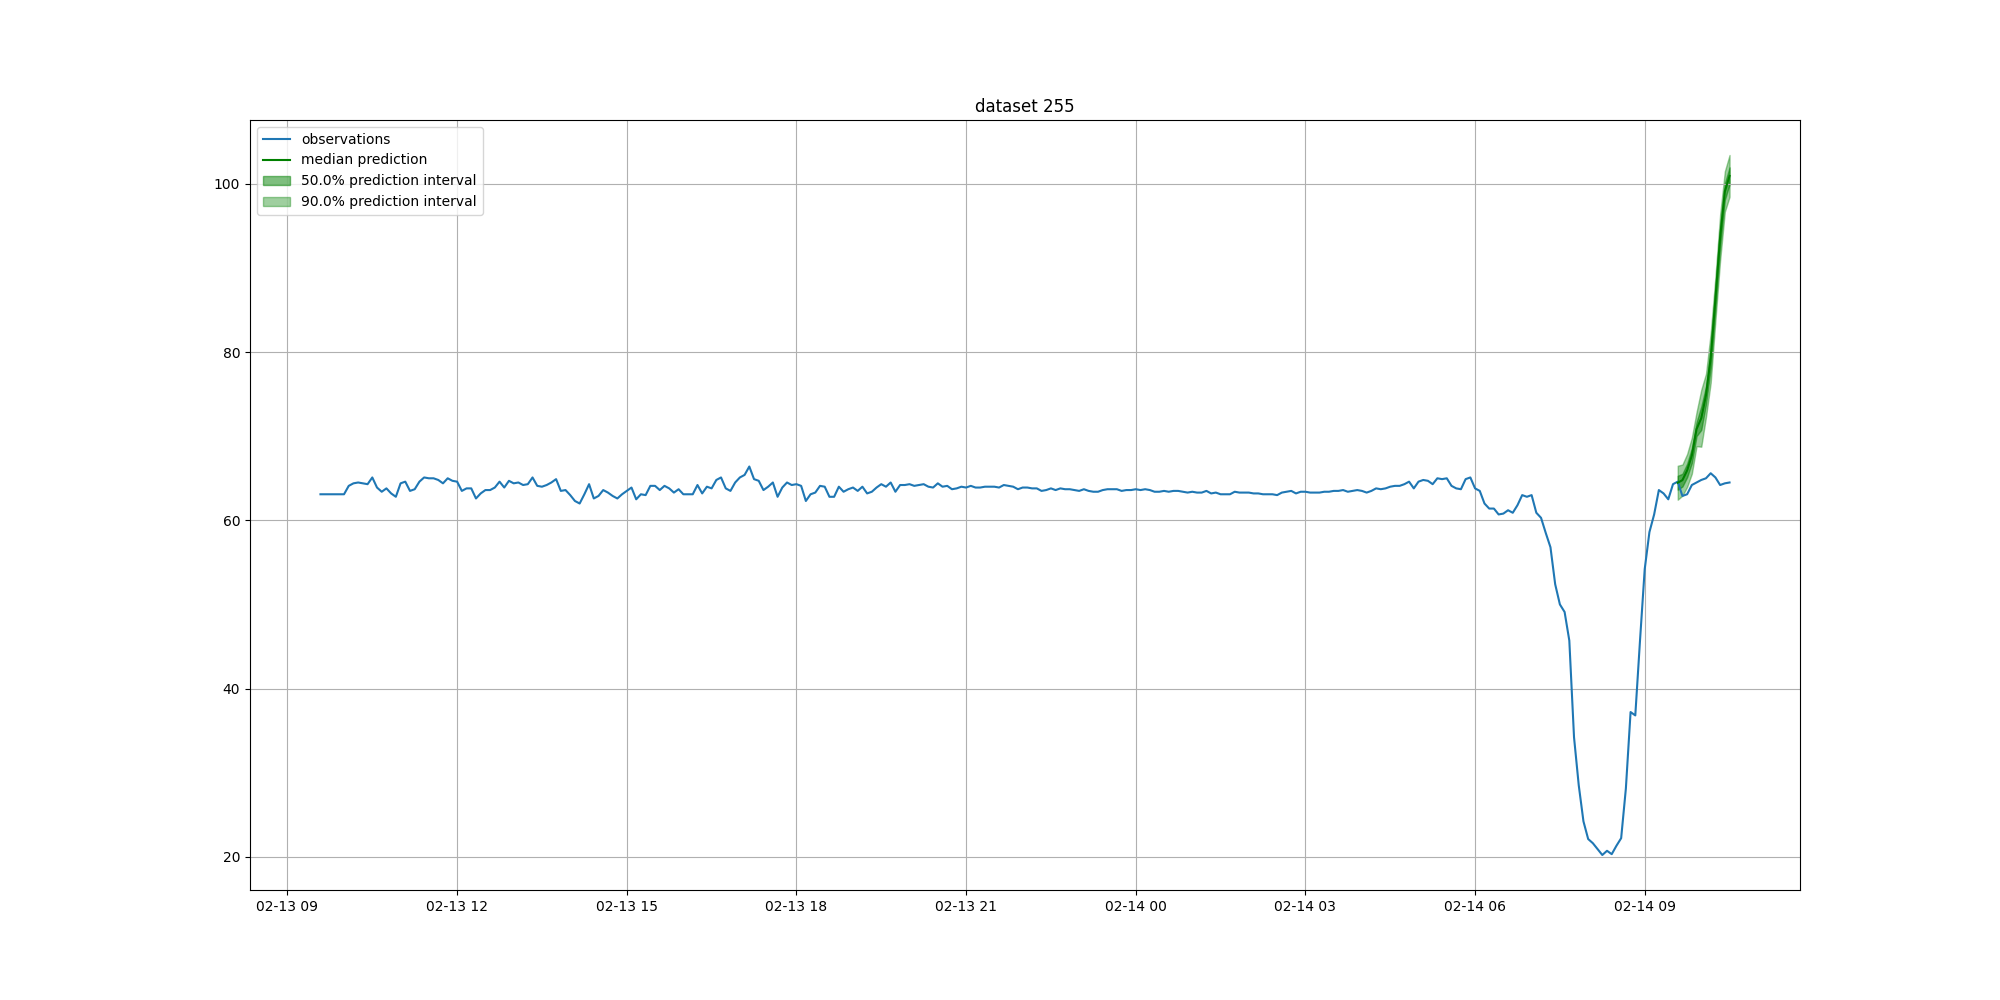 dataset 255
observations
median prediction
50.0% prediction interval
90.0% prediction interval
100
80
60
40
20
02-13 09
02-13 12
02-13 15
02-13 18
02-13 21
02-14 00
02-14 03
02-14 06
02-14 09